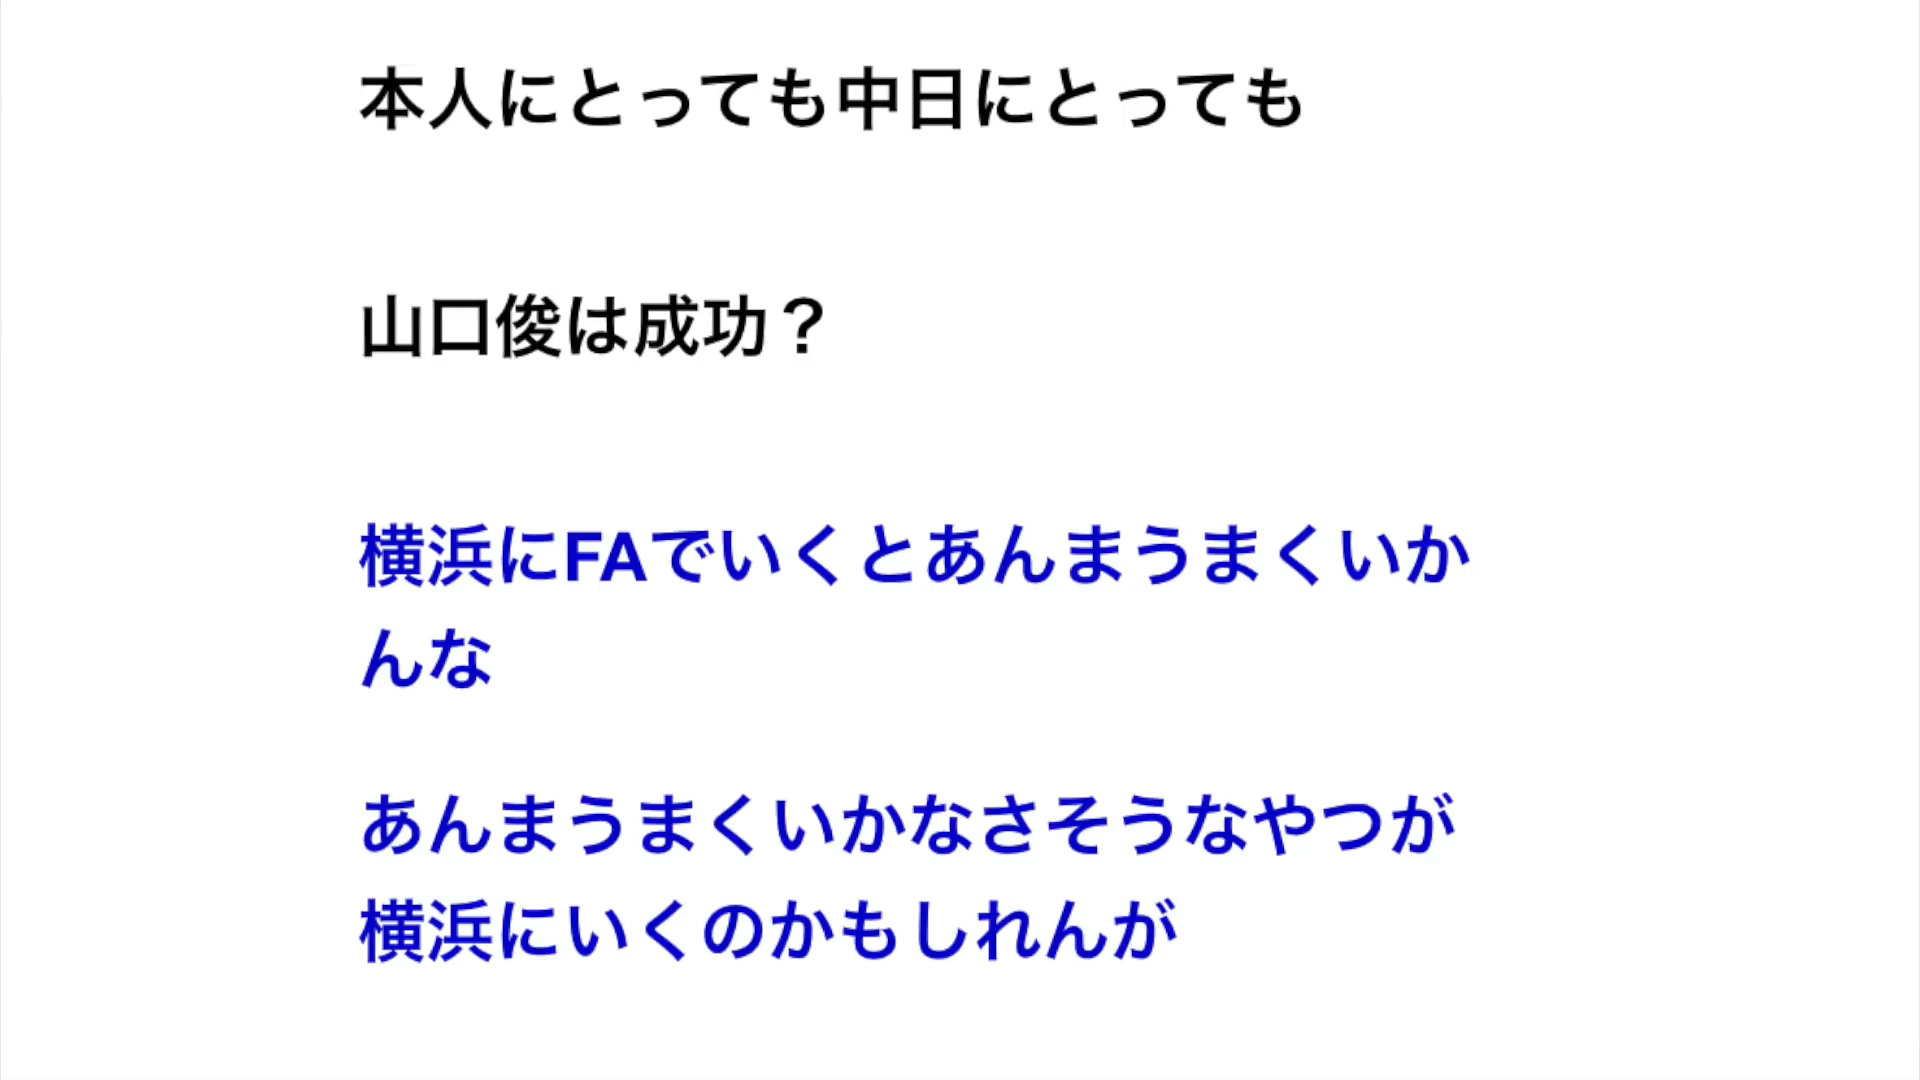 本人にとっても中日にとっても
山口俊は成功？
横浜にFAでいくとあんまうまくいか
んな
あんまうまくいかなさそうなやつが
横浜にいくのかもしれんが